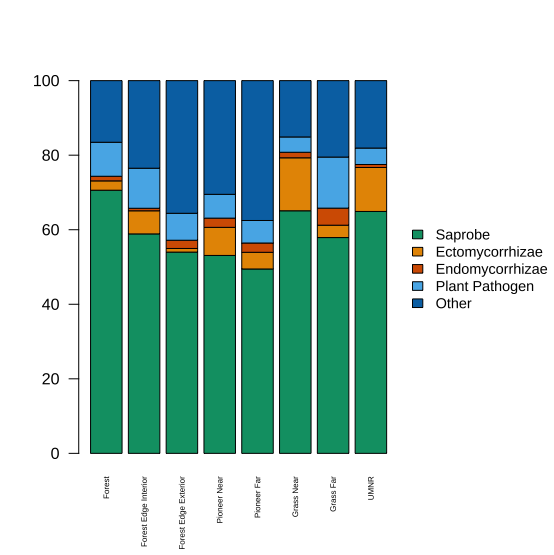 100
80
60
40
20
0
Saprobe
Ectomycorrhizae
Endomycorrhizae
Plant Pathogen
Other
Forest
Forest Edge Interior
Forest Edge Exterior
Pioneer Near
Pioneer Far
Grass Near
Grass Far
UMNR